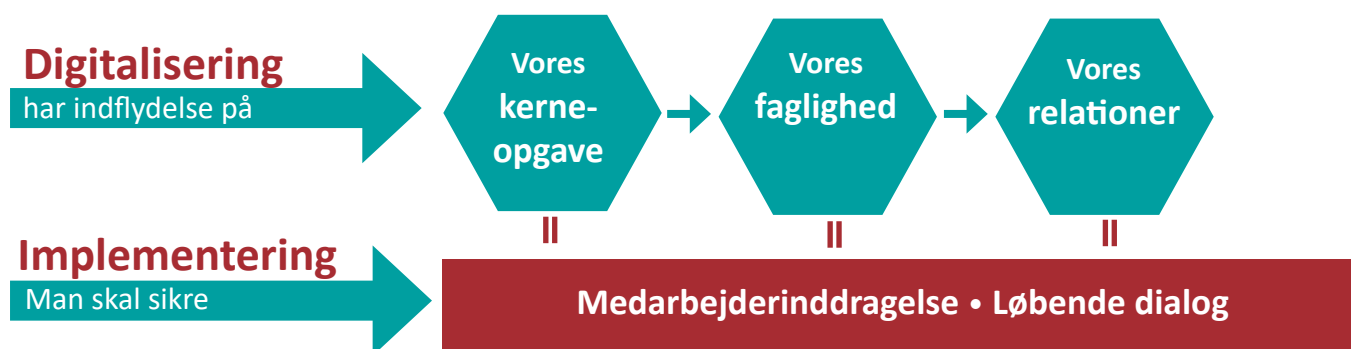 Digitalisering
har indflydelse på
Vores
kerne-
opgave
Vores
faglighed
Vores
relationer
Implementering
Man skal sikre
Medarbejderinddragelse • Løbende dialog